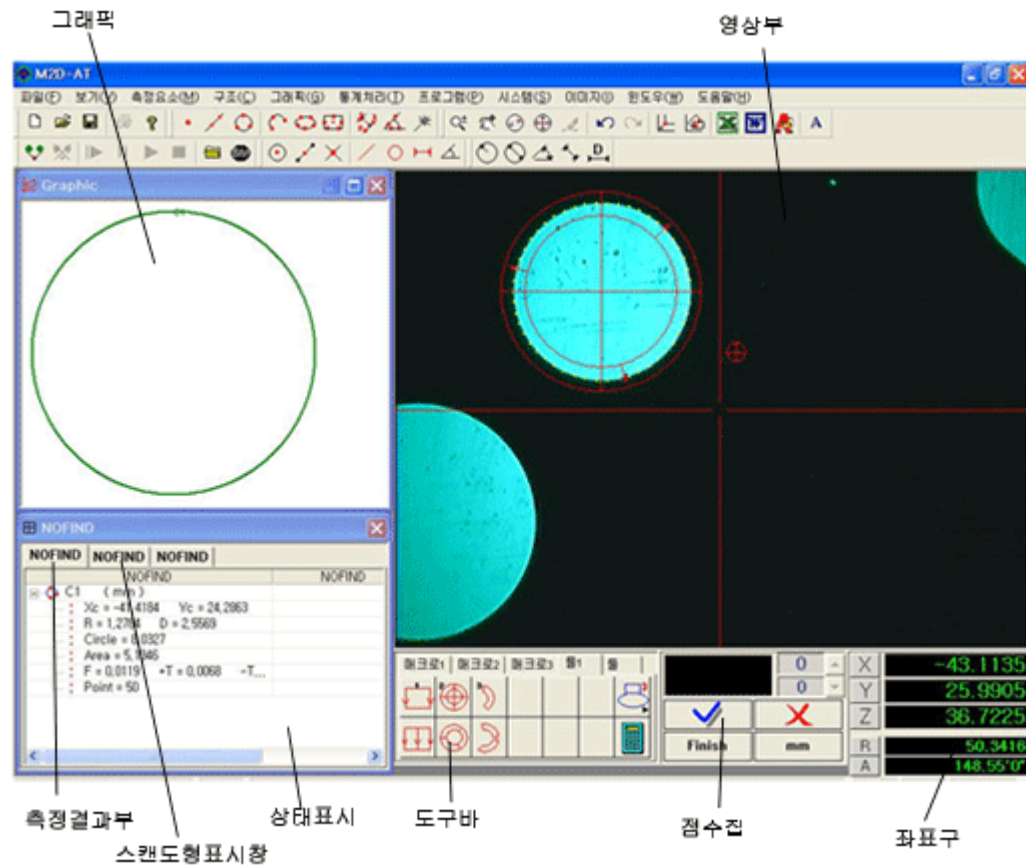 그래픽
영상부
M2D-AT
파일(F) 보기(V) 측정요소(M) 구조(C) 그래픽(G) 통계처리(T) 프로그램(P) 시스템(S) 이미지(I) 윈도우(W) 도움말(H)
A
D
Graphic
C1
NOFIND
NOFIND NOFIND NOFIND
NOFIND NOFIND
C1 (mm)
Xc = -41,4184 Yc = 24,2863
R = 1,2784 D = 2,5569
Circle = 8,0327
Area = 5,1346
F = 0,0119 +T = 0,0068 -T...
Point = 50
매크로1 매크로2 매크로3 툴1 툴
0
0
Finish mm
X -43.1135
Y 25.9905
Z 36.7225
R 50.3416
A 148.55'0"
측정결과부
스캔도형표시창
상태표시
도구바
점수집
좌표구